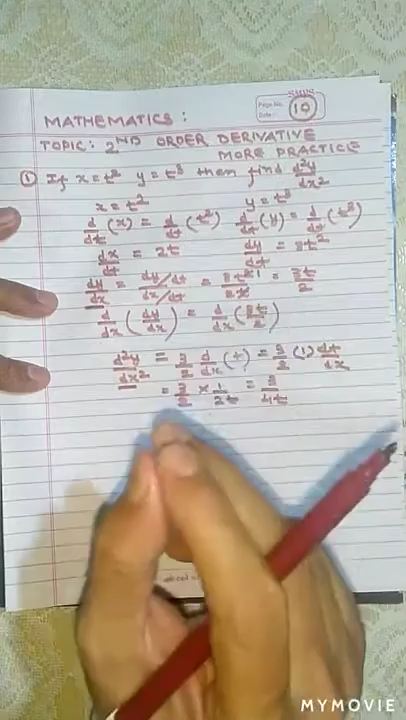 Page No. 10
Date:
MATHEMATICS:
TOPIC: 2ND ORDER DERIVATIVE
MORE PRACTICE
① If x = t² y = t³ then find d²y/dx²
x = t² y = t³
d/dt (x) = d/dt (t²) d/dt (y) = d/dt (t³)
dx/dt = 2t dy/dt = 3t²
dy/dx = dy/dt / dx/dt = 3t²/2t = 3t/2
d/dx (dy/dx) = d/dx (3t/2)
d²y/dx² = 3/2 d/dx (t) = 3/2 (1) dt/dx
= 3/2 × 1/2t = 3/4t
MYMOVIE